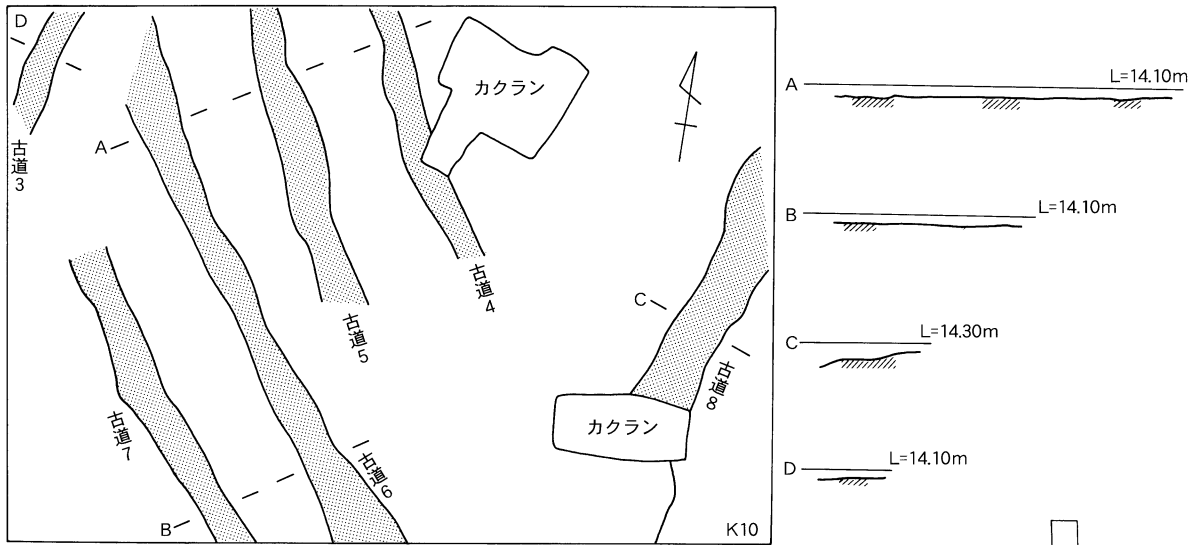 D
カクラン
A
古道3
古道4
C
古道5
古道8
カクラン
古道7
古道6
B
K10
A
L=14.10m
B
L=14.10m
C
L=14.30m
D
L=14.10m